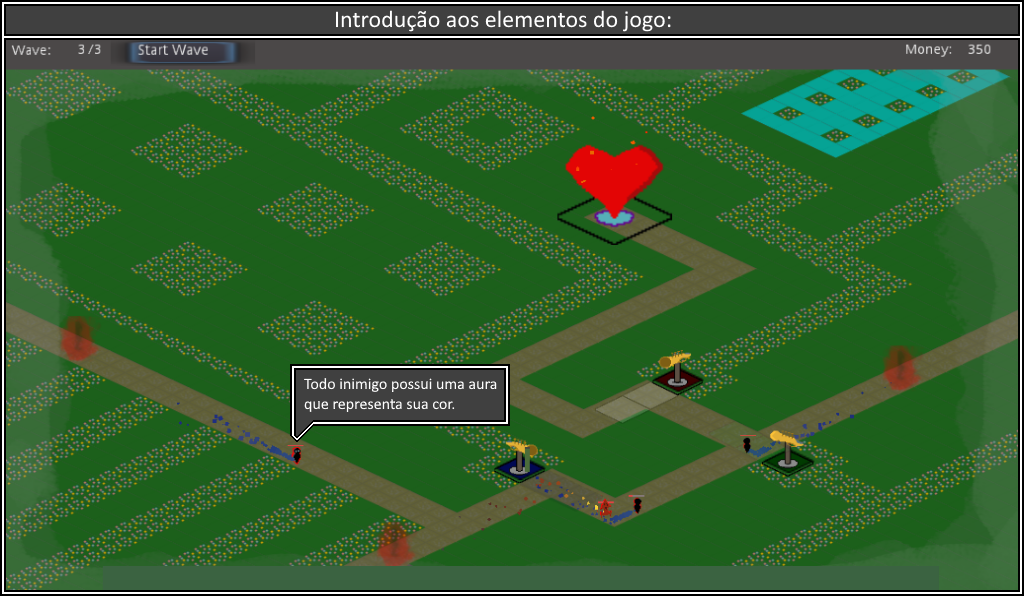 Introdução aos elementos do jogo:
Wave: 3/3 Start Wave Money: 350
Todo inimigo possui uma aura
que representa sua cor.